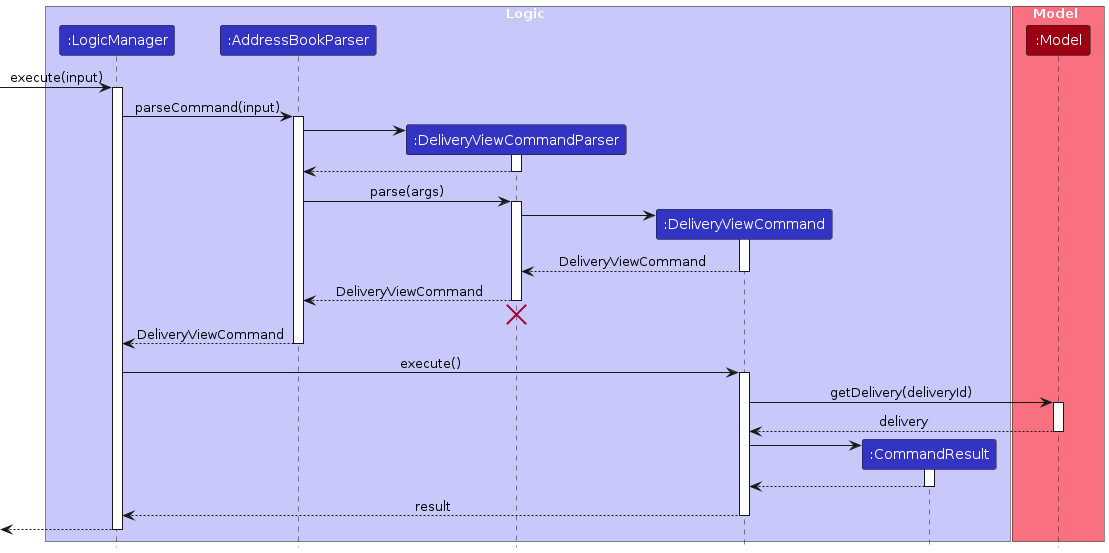 Logic
Model
:LogicManager
:AddressBookParser
:Model
execute(input)
parseCommand(input)
:DeliveryViewCommandParser
parse(args)
:DeliveryViewCommand
DeliveryViewCommand
DeliveryViewCommand
DeliveryViewCommand
execute()
getDelivery(deliveryId)
delivery
:CommandResult
result